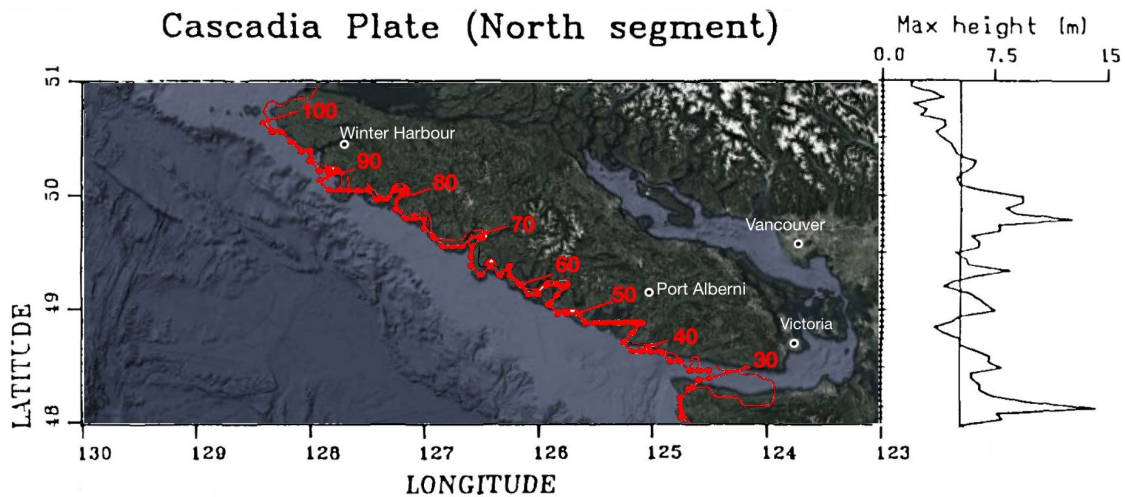 Cascadia Plate (North segment)
Max height (m)
0.0 7.5 15
51
100
Winter Harbour
90
80
50
70
Vancouver
60
Port Alberni
50
49
Victoria
40
30
LATITUDE
48
130 129 128 127 126 125 124 123
LONGITUDE